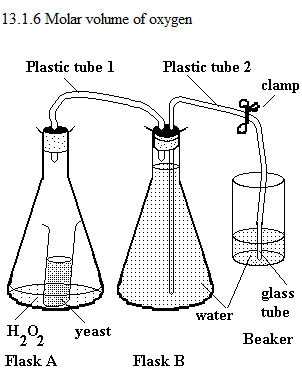 13.1.6 Molar volume of oxygen
Plastic tube 1
Plastic tube 2
clamp
glass
tube
water
H2O2
yeast
Beaker
Flask A
Flask B